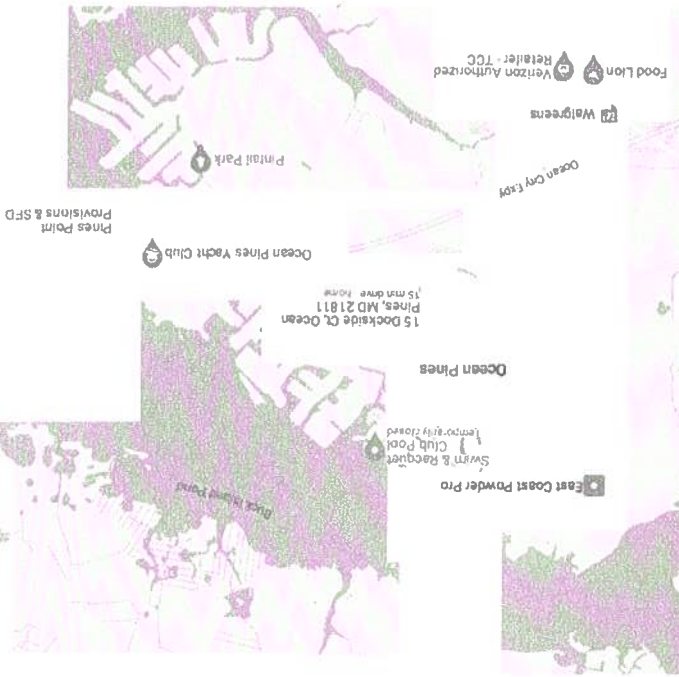 East Coast Powder Pro
Swim & Racquet
Club Pool
Temporarily closed
Buck Island Pond
Ocean Pines
15 Dockside Ct, Ocean
Pines, MD 21811
15 min drive home
Ocean Pines Yacht Club
Pines Point
Provisions & SFD
Ocean City Expy
Pintail Park
Walgreens
Food Lion
Verizon Authorized
Retailer - TCC